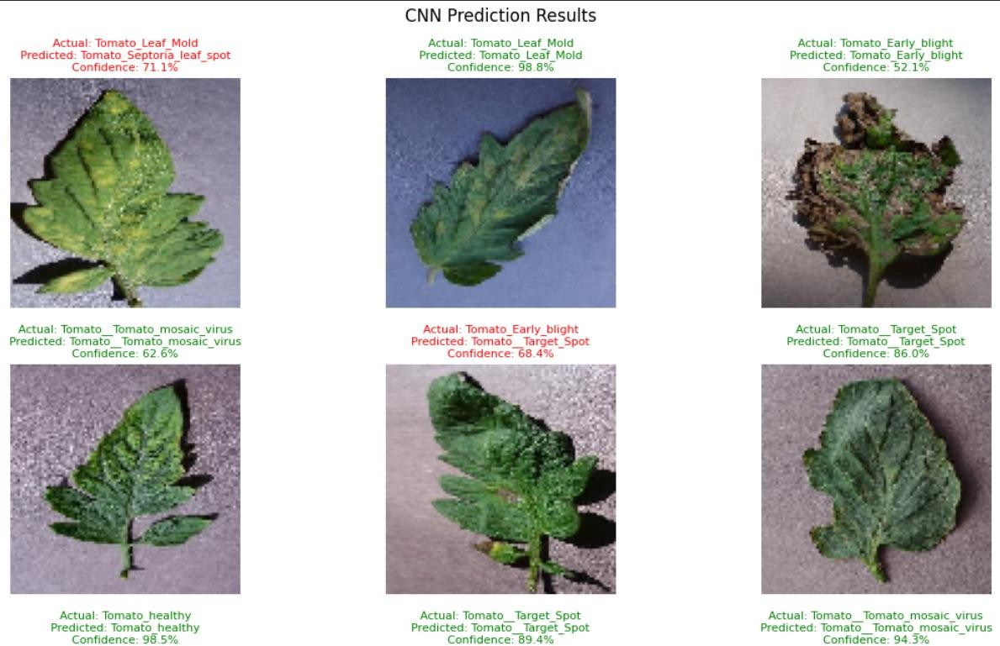 CNN Prediction Results
Actual: Tomato_Leaf_Mold
Predicted: Tomato_Septoria_leaf_spot
Confidence: 71.1%
Actual: Tomato_Leaf_Mold
Predicted: Tomato_Leaf_Mold
Confidence: 98.8%
Actual: Tomato_Early_blight
Predicted: Tomato_Early_blight
Confidence: 52.1%
Actual: Tomato__Tomato_mosaic_virus
Predicted: Tomato__Tomato_mosaic_virus
Confidence: 62.6%
Actual: Tomato_Early_blight
Predicted: Tomato__Target_Spot
Confidence: 68.4%
Actual: Tomato__Target_Spot
Predicted: Tomato__Target_Spot
Confidence: 86.0%
Actual: Tomato_healthy
Predicted: Tomato_healthy
Confidence: 98.5%
Actual: Tomato__Target_Spot
Predicted: Tomato__Target_Spot
Confidence: 89.4%
Actual: Tomato__Tomato_mosaic_virus
Predicted: Tomato__Tomato_mosaic_virus
Confidence: 94.3%